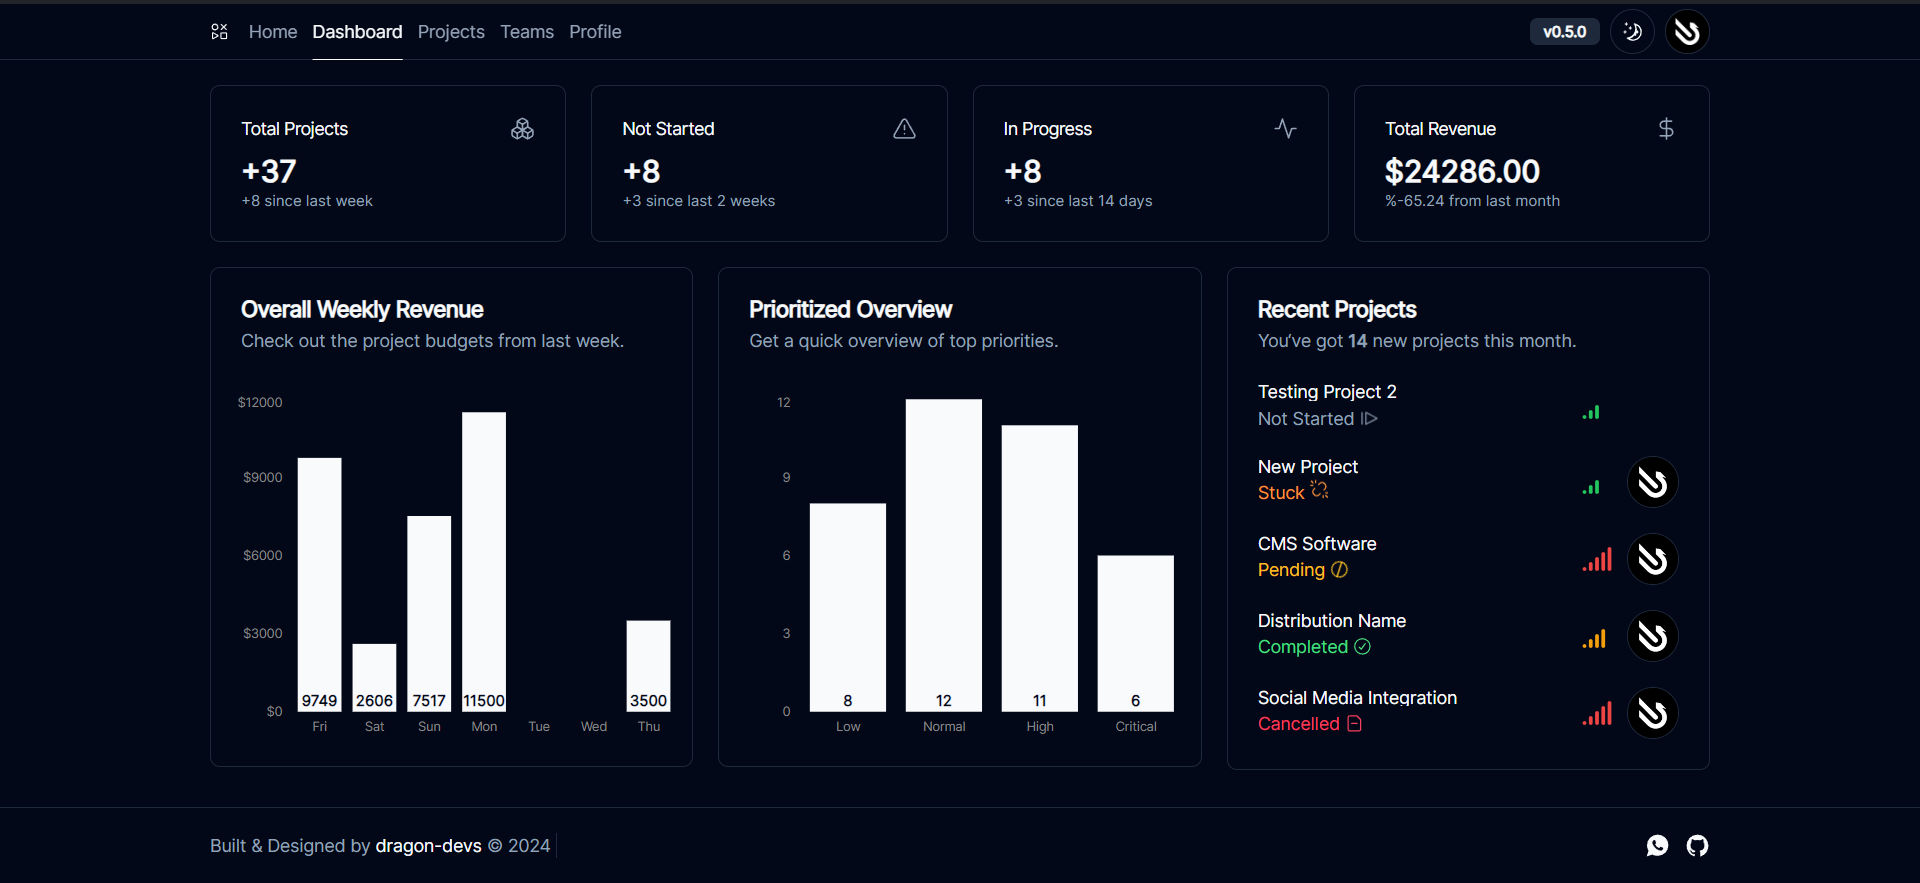 Home Dashboard Projects Teams Profile v0.5.0
Total Projects
+37
+8 since last week
Not Started
+8
+3 since last 2 weeks
In Progress
+8
+3 since last 14 days
Total Revenue
$24286.00
%-65.24 from last month
Overall Weekly Revenue
Check out the project budgets from last week.
$12000
$9000
$6000
$3000
$0
9749 2606 7517 11500 3500
Fri Sat Sun Mon Tue Wed Thu
Prioritized Overview
Get a quick overview of top priorities.
12
9
6
3
0
8 12 11 6
Low Normal High Critical
Recent Projects
You’ve got 14 new projects this month.
Testing Project 2
Not Started
New Project
Stuck
CMS Software
Pending
Distribution Name
Completed
Social Media Integration
Cancelled
Built & Designed by dragon-devs © 2024